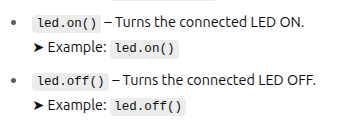 • led.on() – Turns the connected LED ON.
➤ Example: led.on()
• led.off() – Turns the connected LED OFF.
➤ Example: led.off()